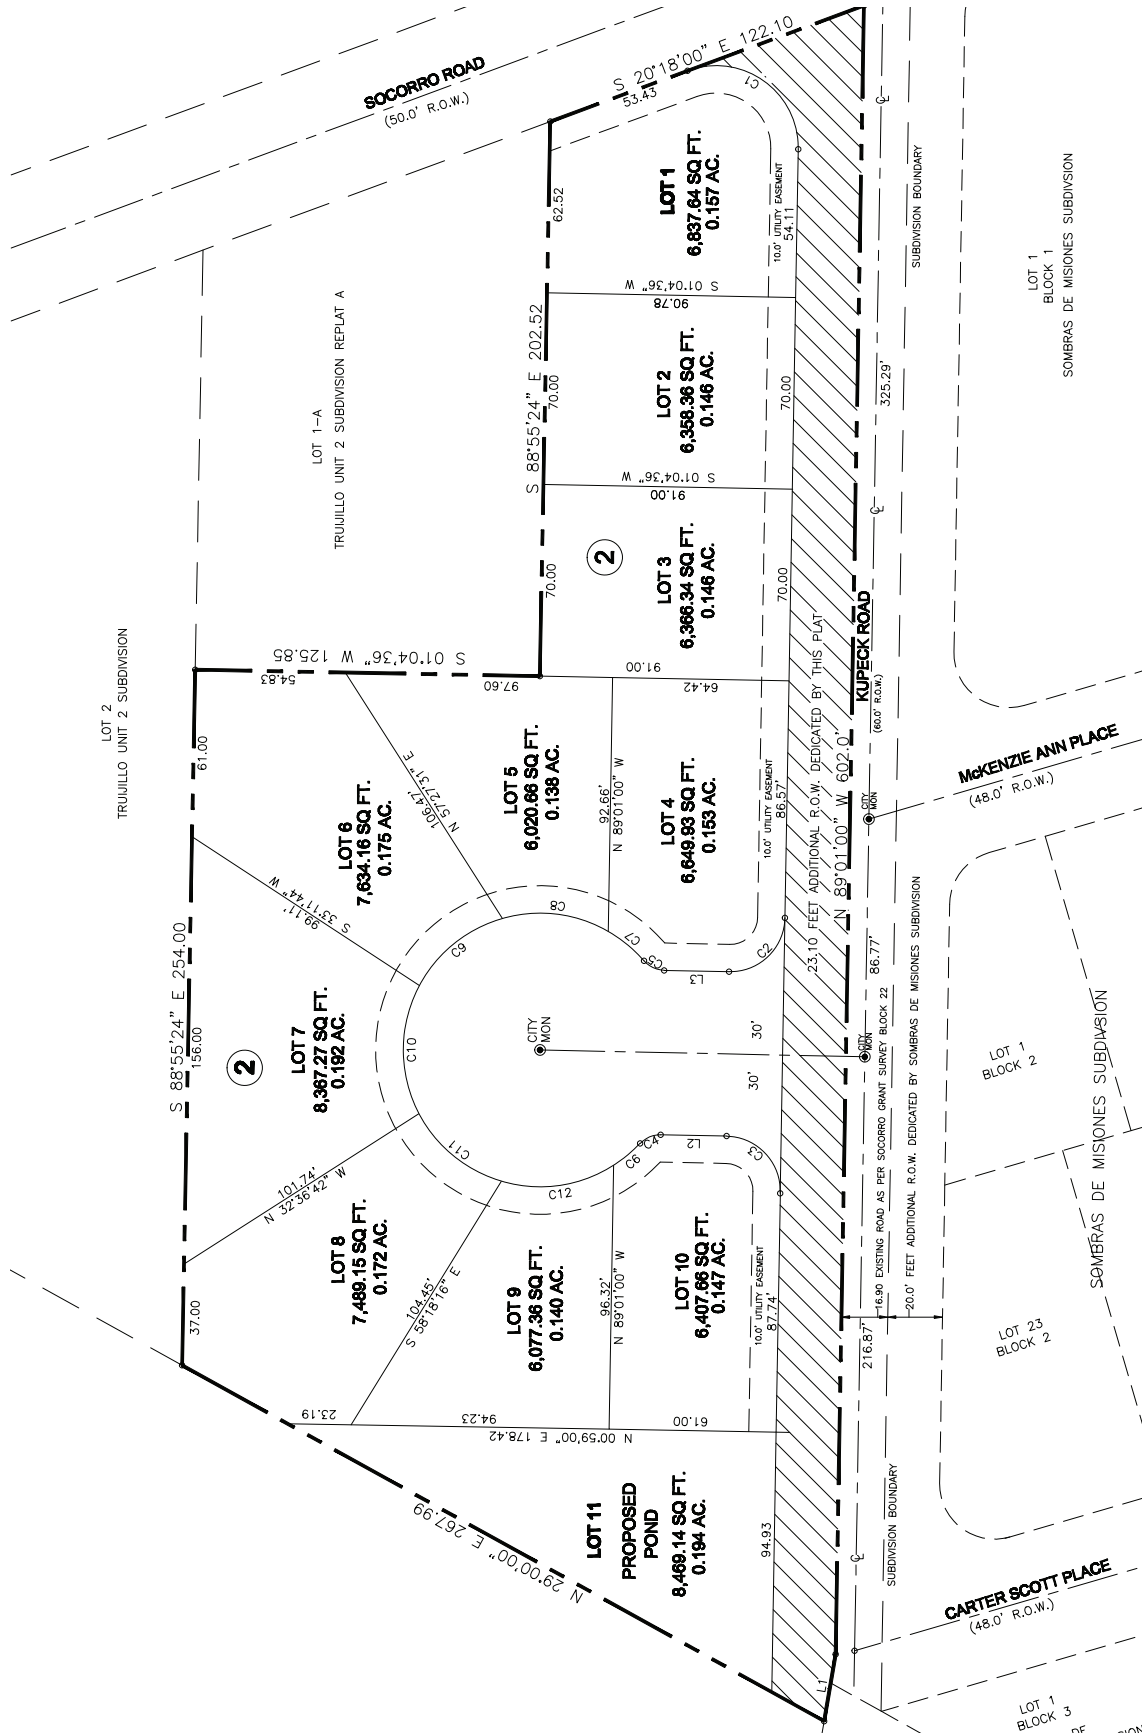 SOCORRO ROAD
(50.0' R.O.W.)
S 20°18'00" E 122.10
53.43
C1
LOT 2
TRUJILLO UNIT 2 SUBDIVISION
LOT 1-A
TRUJILLO UNIT 2 SUBDIVISION REPLAT A
S 88°55'24" E 254.00
61.00
156.00
37.00
S 01°04'36" W 125.85
54.83
97.60
S 88°55'24" E 202.52
62.52
70.00
70.00
LOT 1
6,837.64 SQ FT.
0.157 AC.
10.0' UTILITY EASEMENT
54.11
S 01°04'36" W
90.78
LOT 2
6,358.36 SQ FT.
0.146 AC.
70.00
S 01°04'36" W
91.00
2
LOT 3
6,366.34 SQ FT.
0.146 AC.
70.00
91.00
64.42
LOT 4
6,649.93 SQ FT.
0.153 AC.
10.0' UTILITY EASEMENT
86.57'
92.66'
N 89°01'00" W
LOT 5
6,020.66 SQ FT.
0.138 AC.
106.47'
N 57°27'31" E
LOT 6
7,634.16 SQ FT.
0.175 AC.
S 33°11'44" W
99.11'
LOT 7
8,367.27 SQ FT.
0.192 AC.
2
101.74'
N 32°36'42" W
LOT 8
7,489.15 SQ FT.
0.172 AC.
104.45'
S 58°18'16" E
LOT 9
6,077.36 SQ FT.
0.140 AC.
96.32'
N 89°01'00" W
LOT 10
6,407.66 SQ FT.
0.147 AC.
10.0' UTILITY EASEMENT
87.74'
C2
L3
C5
C7
C8
C9
C10
C11
C12
C6
C4
L2
C3
CITY
MON
30'
30'
23.19
94.23
61.00
N 00°59'00" E 178.42
N 29°00'00" E 267.99
LOT 11
PROPOSED
POND
8,469.14 SQ FT.
0.194 AC.
94.93
L1
23.10 FEET ADDITIONAL R.O.W. DEDICATED BY THIS PLAT
N 89°01'00" W 602.0'
KUPECK ROAD
(60.0' R.O.W.)
325.29'
86.77'
216.87'
CITY
MON
CITY
MON
SUBDIVISION BOUNDARY
SUBDIVISION BOUNDARY
16.90 EXISTING ROAD AS PER SOCORRO GRANT SURVEY BLOCK 22
20.0' FEET ADDITIONAL R.O.W. DEDICATED BY SOMBRAS DE MISIONES SUBDIVISION
McKENZIE ANN PLACE
(48.0' R.O.W.)
CARTER SCOTT PLACE
(48.0' R.O.W.)
LOT 1
BLOCK 1
SOMBRAS DE MISIONES SUBDIVSION
LOT 1
BLOCK 2
SOMBRAS DE MISIONES SUBDIVSION
LOT 23
BLOCK 2
LOT 1
BLOCK 3